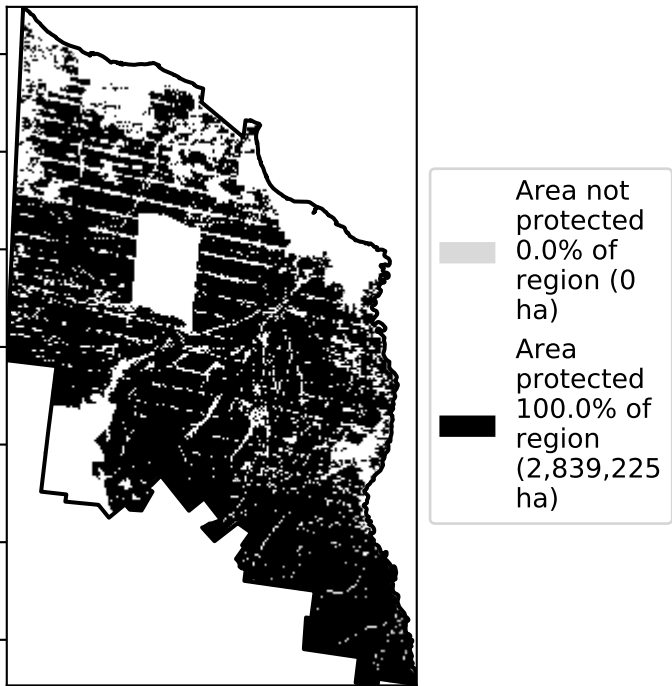 Area not
protected
0.0% of
region (0
ha)
Area
protected
100.0% of
region
(2,839,225
ha)